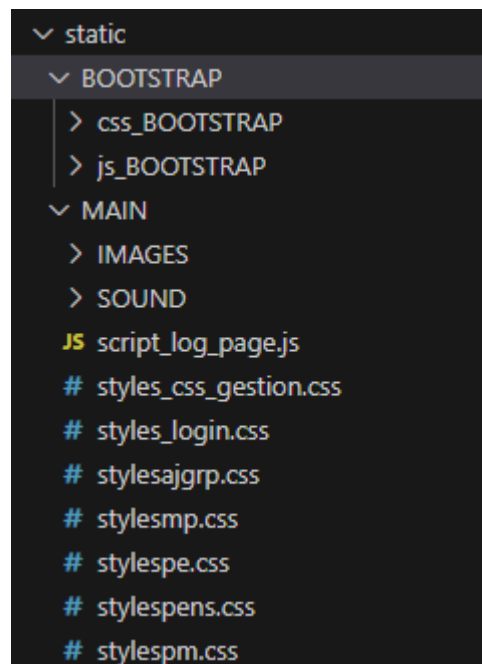 static
BOOTSTRAP
css_BOOTSTRAP
js_BOOTSTRAP
MAIN
IMAGES
SOUND
JS script_log_page.js
# styles_css_gestion.css
# styles_login.css
# stylesajgrp.css
# stylesmp.css
# stylespe.css
# stylespens.css
# stylespm.css